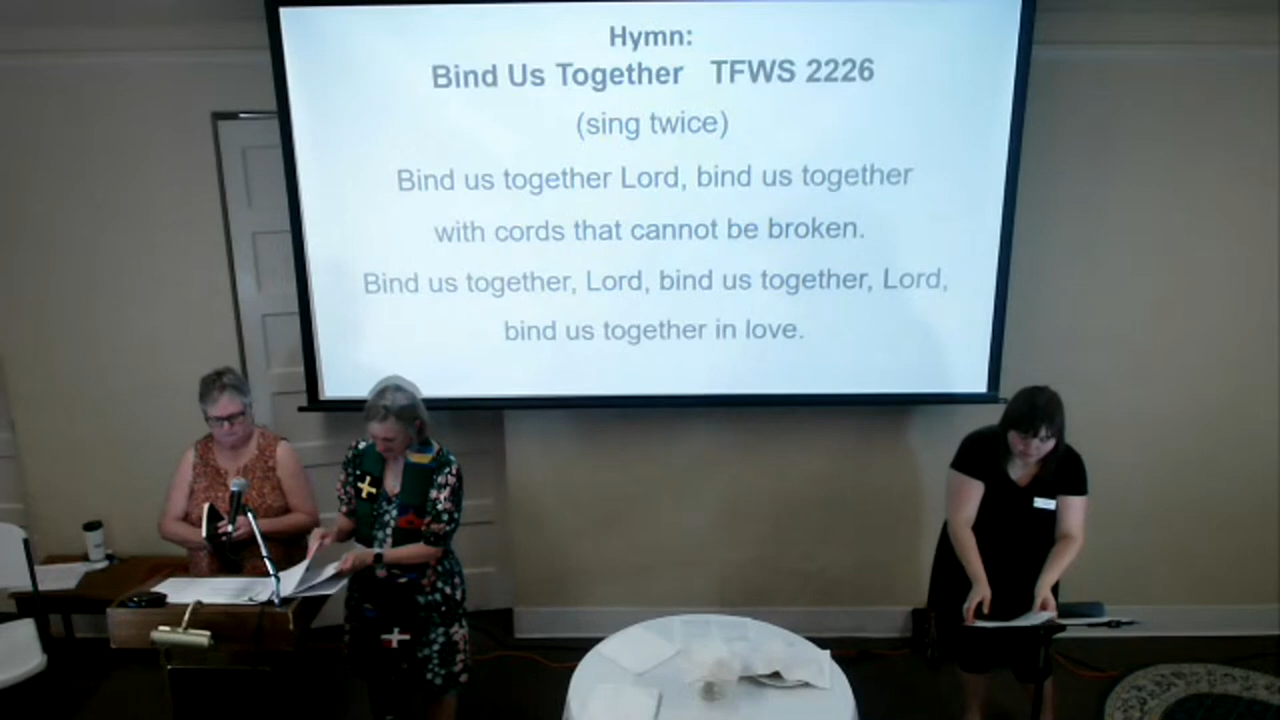 Hymn:
Bind Us Together TFWS 2226
(sing twice)
Bind us together Lord, bind us together
with cords that cannot be broken.
Bind us together, Lord, bind us together, Lord,
bind us together in love.